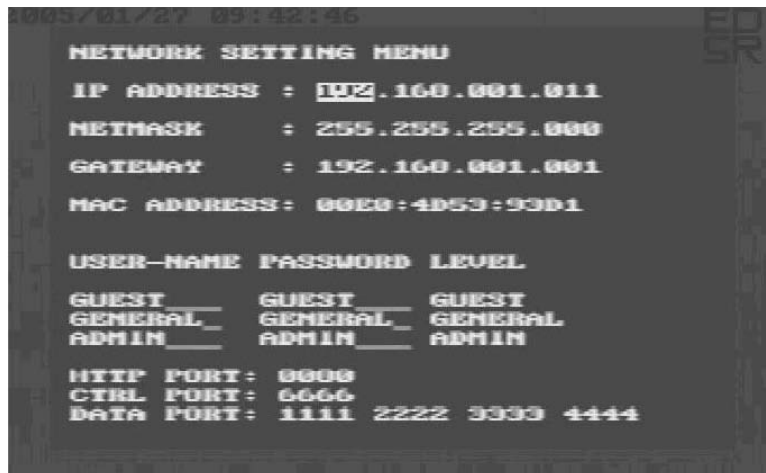 2005/01/27 09:42:46
NETWORK SETTING MENU
IP ADDRESS : 192.168.001.011
NETMASK : 255.255.255.000
GATEWAY : 192.168.001.001
MAC ADDRESS: 00E0:4D53:93D1
USER-NAME PASSWORD LEVEL
GUEST___ GUEST___ GUEST
GENERAL_ GENERAL_ GENERAL
ADMIN___ ADMIN___ ADMIN
HTTP PORT:
CTRL PORT: 6666
DATA PORT: 1111 2222 3333 4444